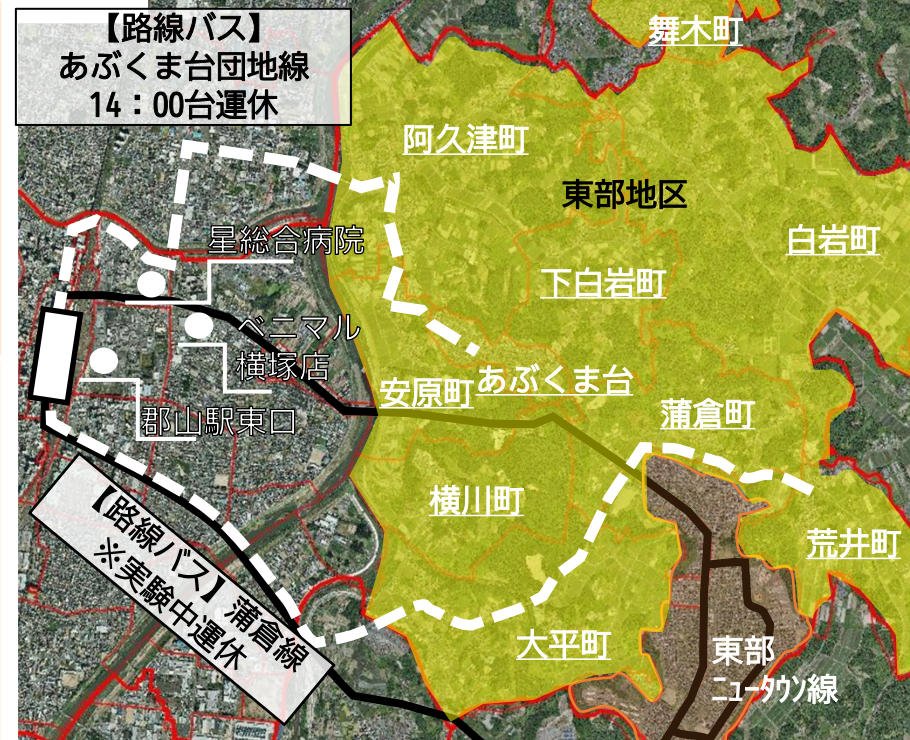 【路線バス】
あぶくま台団地線
14：00台運休
舞木町
阿久津町
東部地区
白岩町
星総合病院
下白岩町
ベニマル
横塚店
安原町
あぶくま台
蒲倉町
郡山駅東口
横川町
荒井町
【路線バス】蒲倉線
※実験中運休
大平町
東部
ニュータウン線